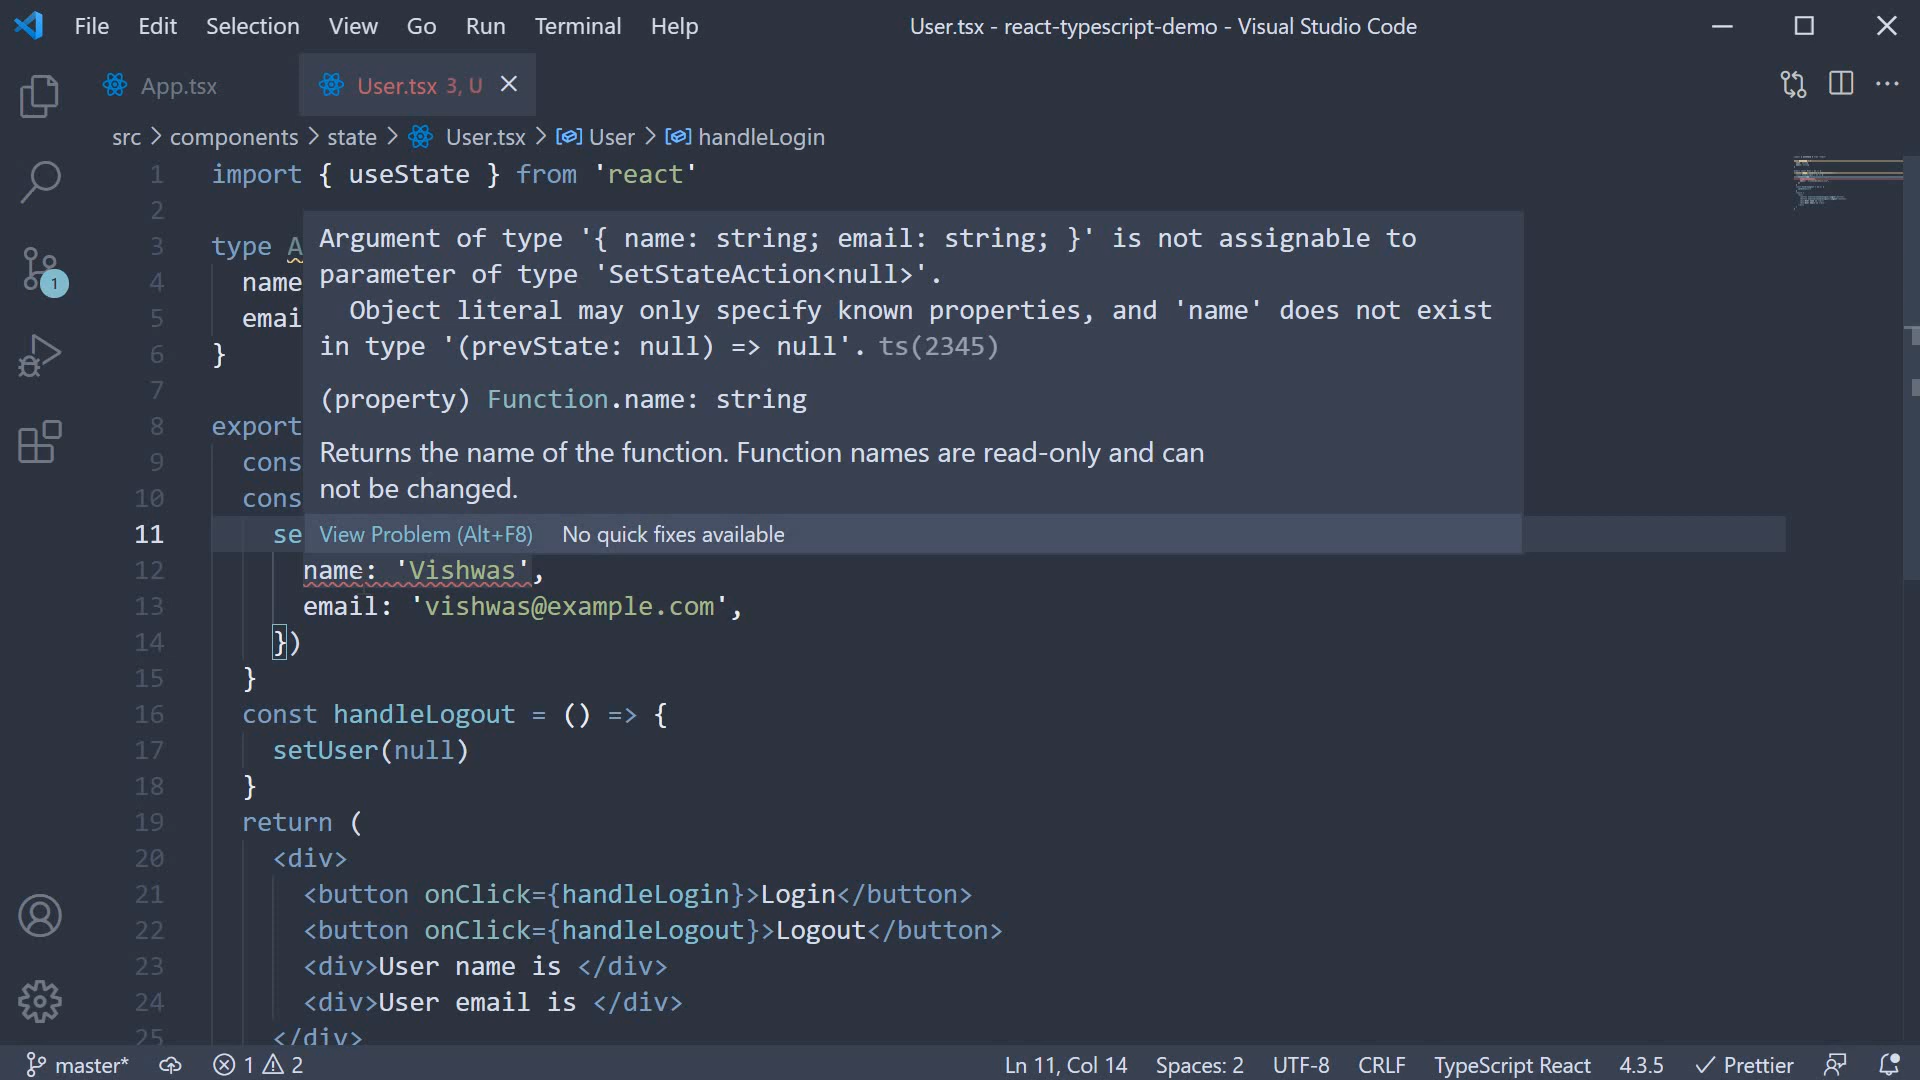 File Edit Selection View Go Run Terminal Help User.tsx - react-typescript-demo - Visual Studio Code
App.tsx User.tsx 3, U
src > components > state > User.tsx > User > handleLogin
1 import { useState } from 'react'
2
3 type A
4 name
5 emai
6 }
7
8 export
9 cons
10 cons
11 se
Argument of type '{ name: string; email: string; }' is not assignable to
parameter of type 'SetStateAction<null>'.
Object literal may only specify known properties, and 'name' does not exist
in type '(prevState: null) => null'. ts(2345)
(property) Function.name: string
Returns the name of the function. Function names are read-only and can
not be changed.
View Problem (Alt+F8) No quick fixes available
12 name: 'Vishwas',
13 email: 'vishwas@example.com',
14 })
15 }
16 const handleLogout = () => {
17 setUser(null)
18 }
19 return (
20 <div>
21 <button onClick={handleLogin}>Login</button>
22 <button onClick={handleLogout}>Logout</button>
23 <div>User name is </div>
24 <div>User email is </div>
25 </div>
1
master* 1 2 Ln 11, Col 14 Spaces: 2 UTF-8 CRLF TypeScript React 4.3.5 Prettier